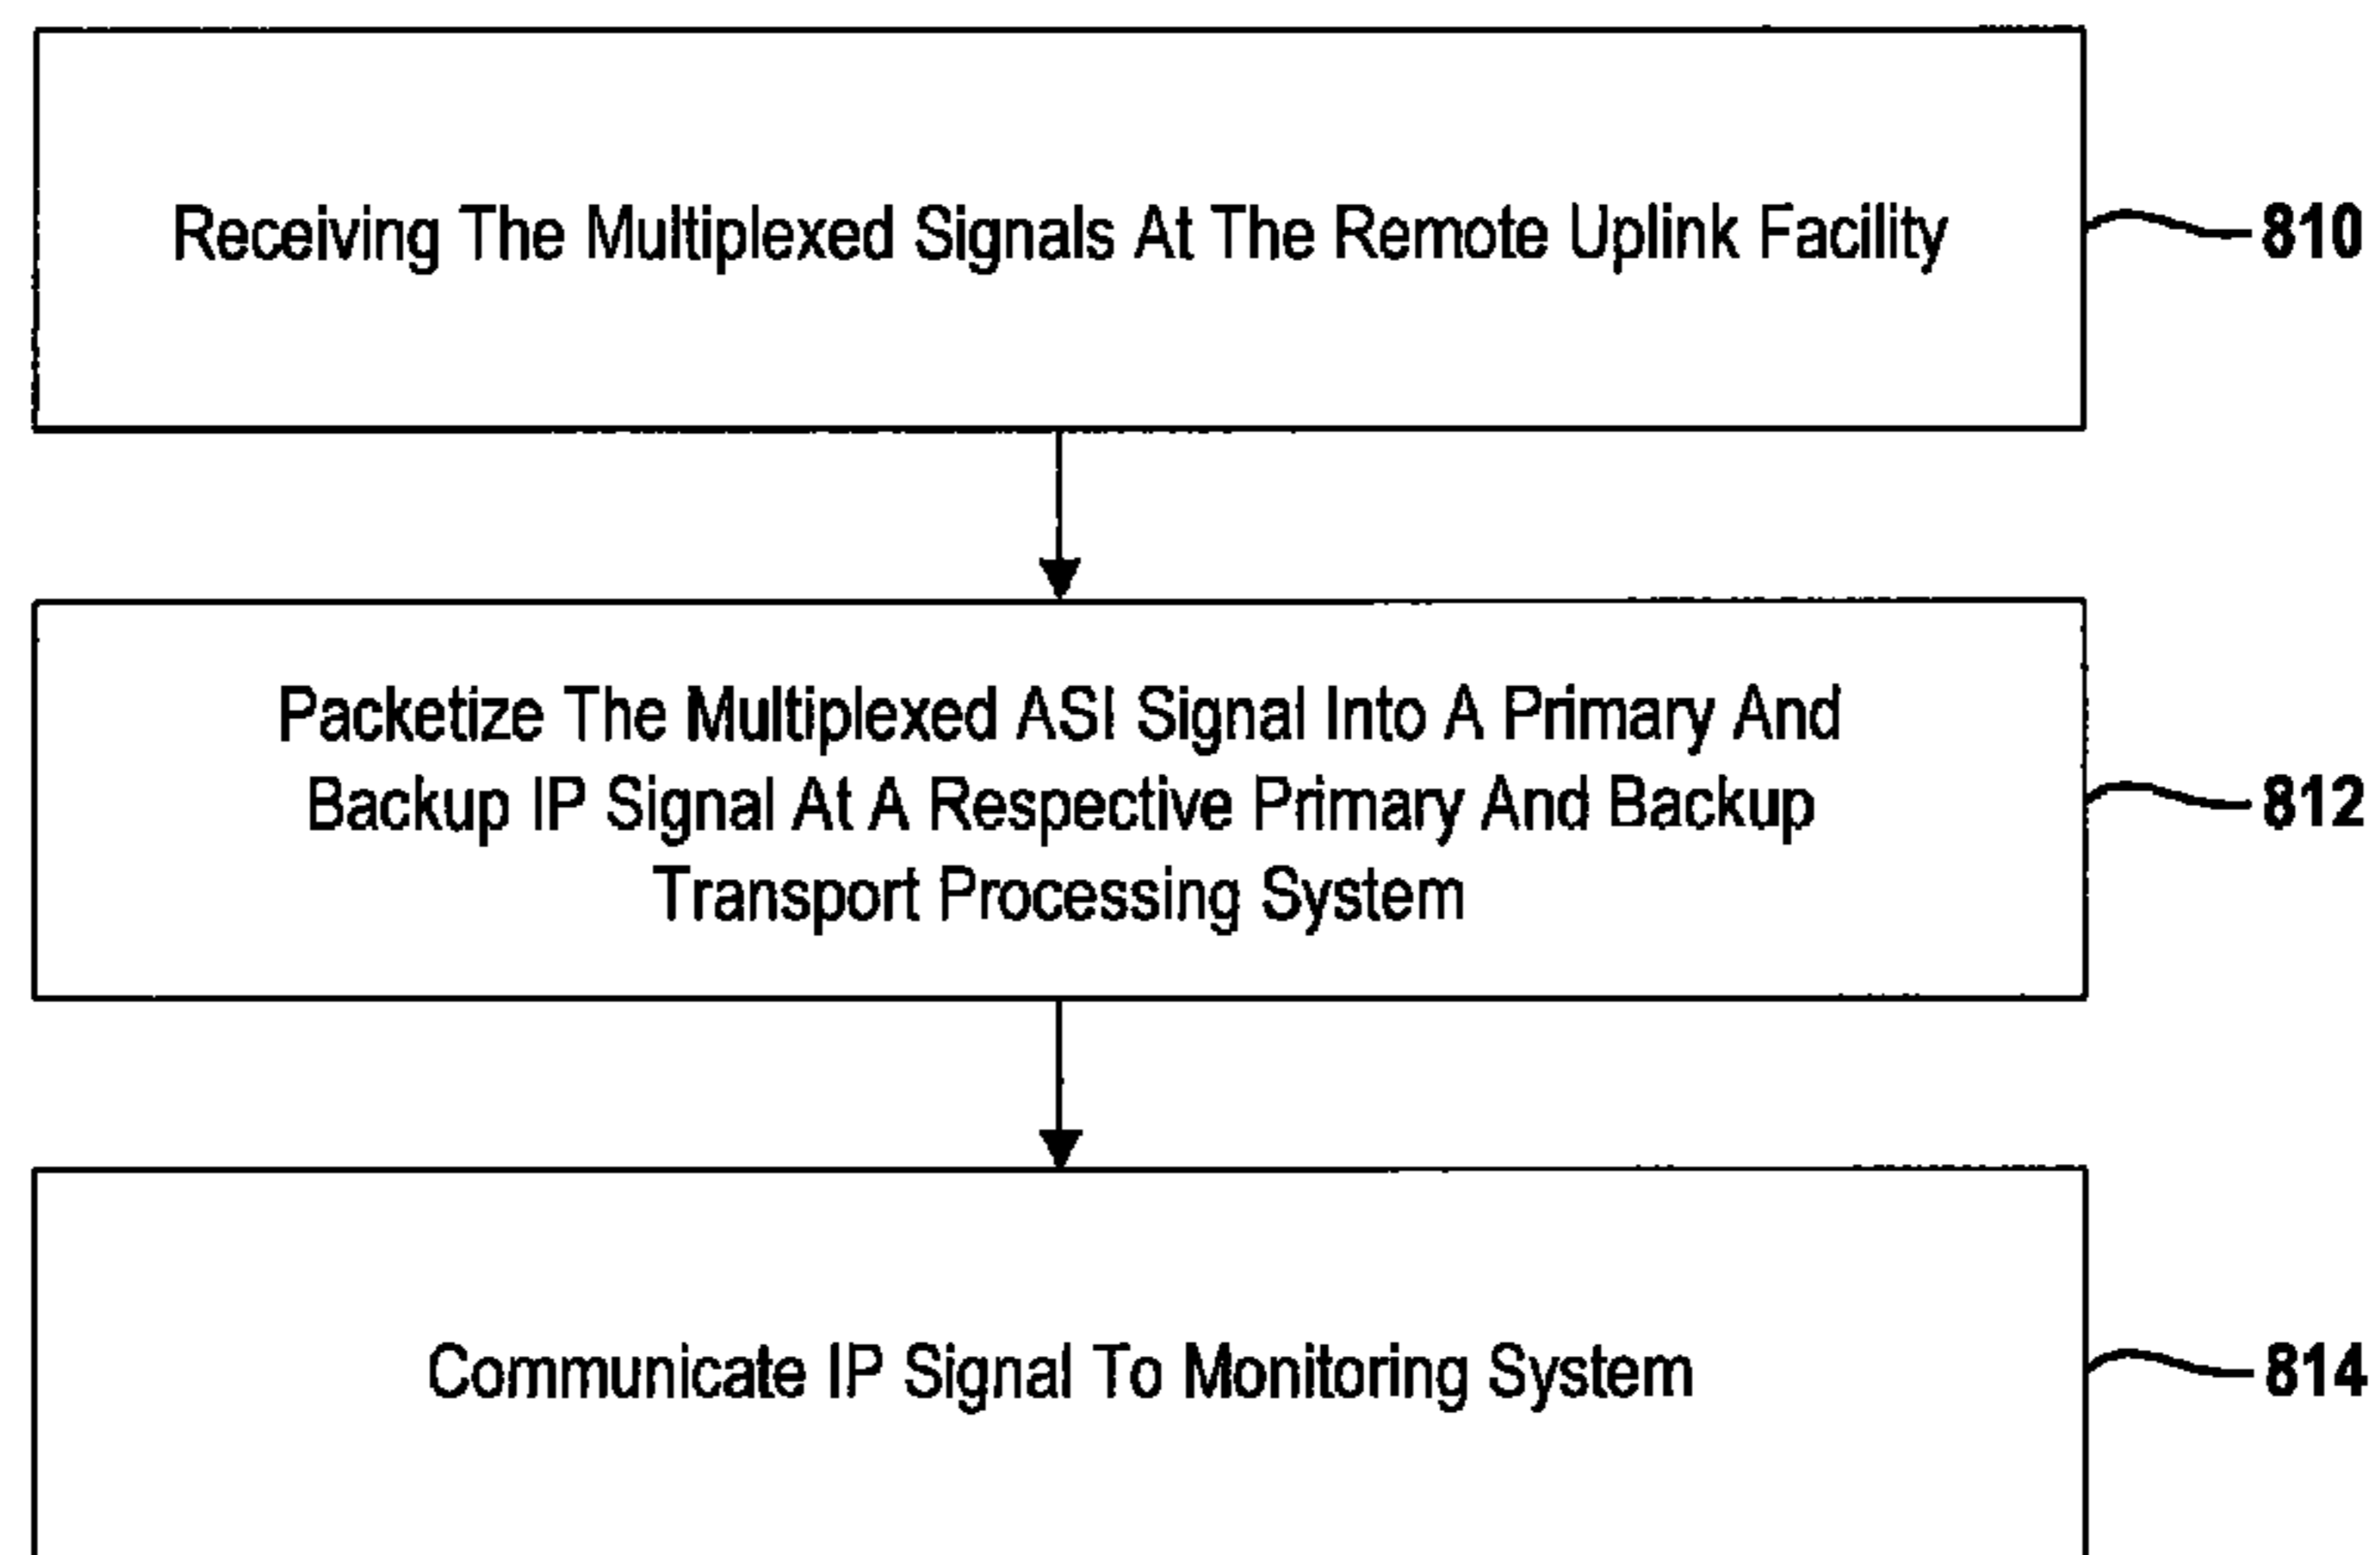 Receiving The Multiplexed Signals At The Remote Uplink Facility
810
Packetize The Multiplexed ASI Signal Into A Primary And
Backup IP Signal At A Respective Primary And Backup
Transport Processing System
812
Communicate IP Signal To Monitoring System
814